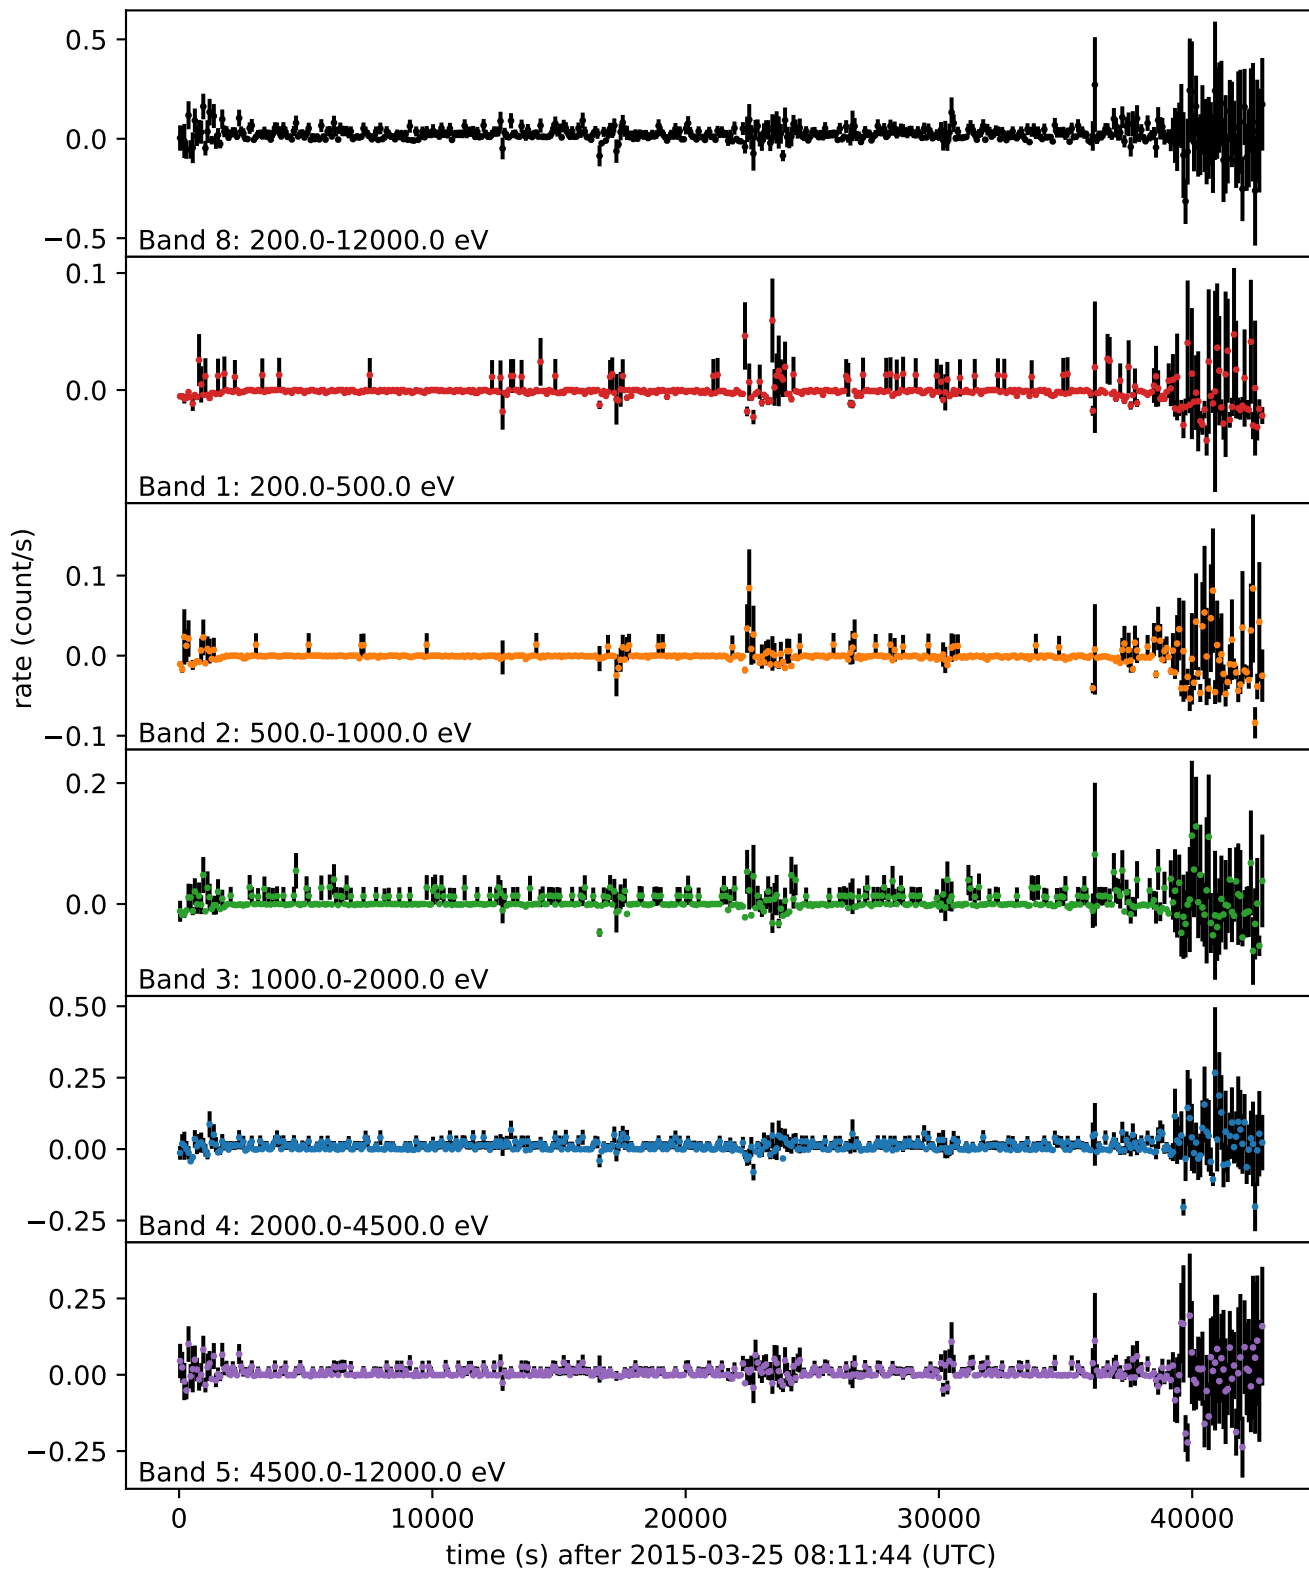 0.5
0.0
−0.5
Band 8: 200.0-12000.0 eV
0.1
0.0
Band 1: 200.0-500.0 eV
rate (count/s)
0.1
0.0
−0.1
Band 2: 500.0-1000.0 eV
0.2
0.0
Band 3: 1000.0-2000.0 eV
0.50
0.25
0.00
−0.25
Band 4: 2000.0-4500.0 eV
0.25
0.00
−0.25
Band 5: 4500.0-12000.0 eV
0 10000 20000 30000 40000
time (s) after 2015-03-25 08:11:44 (UTC)